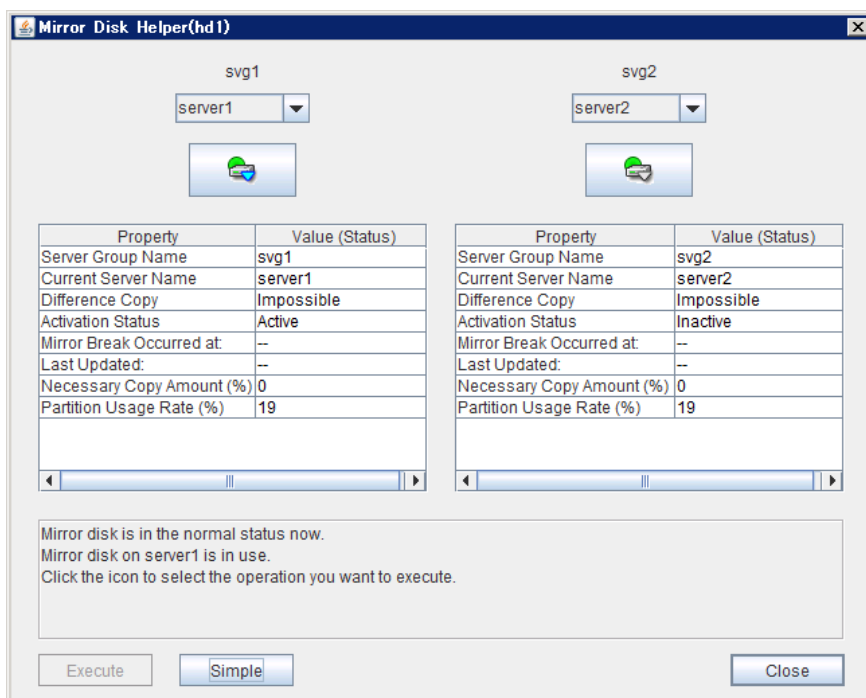 Mirror Disk Helper(hd1)
svg1 svg2
server1 server2
Property Value (Status) Property Value (Status)
Server Group Name svg1 Server Group Name svg2
Current Server Name server1 Current Server Name server2
Difference Copy Impossible Difference Copy Impossible
Activation Status Active Activation Status Inactive
Mirror Break Occurred at: -- Mirror Break Occurred at: --
Last Updated: -- Last Updated: --
Necessary Copy Amount (%) 0 Necessary Copy Amount (%) 0
Partition Usage Rate (%) 19 Partition Usage Rate (%) 19
Mirror disk is in the normal status now.
Mirror disk on server1 is in use.
Click the icon to select the operation you want to execute.
Execute Simple Close